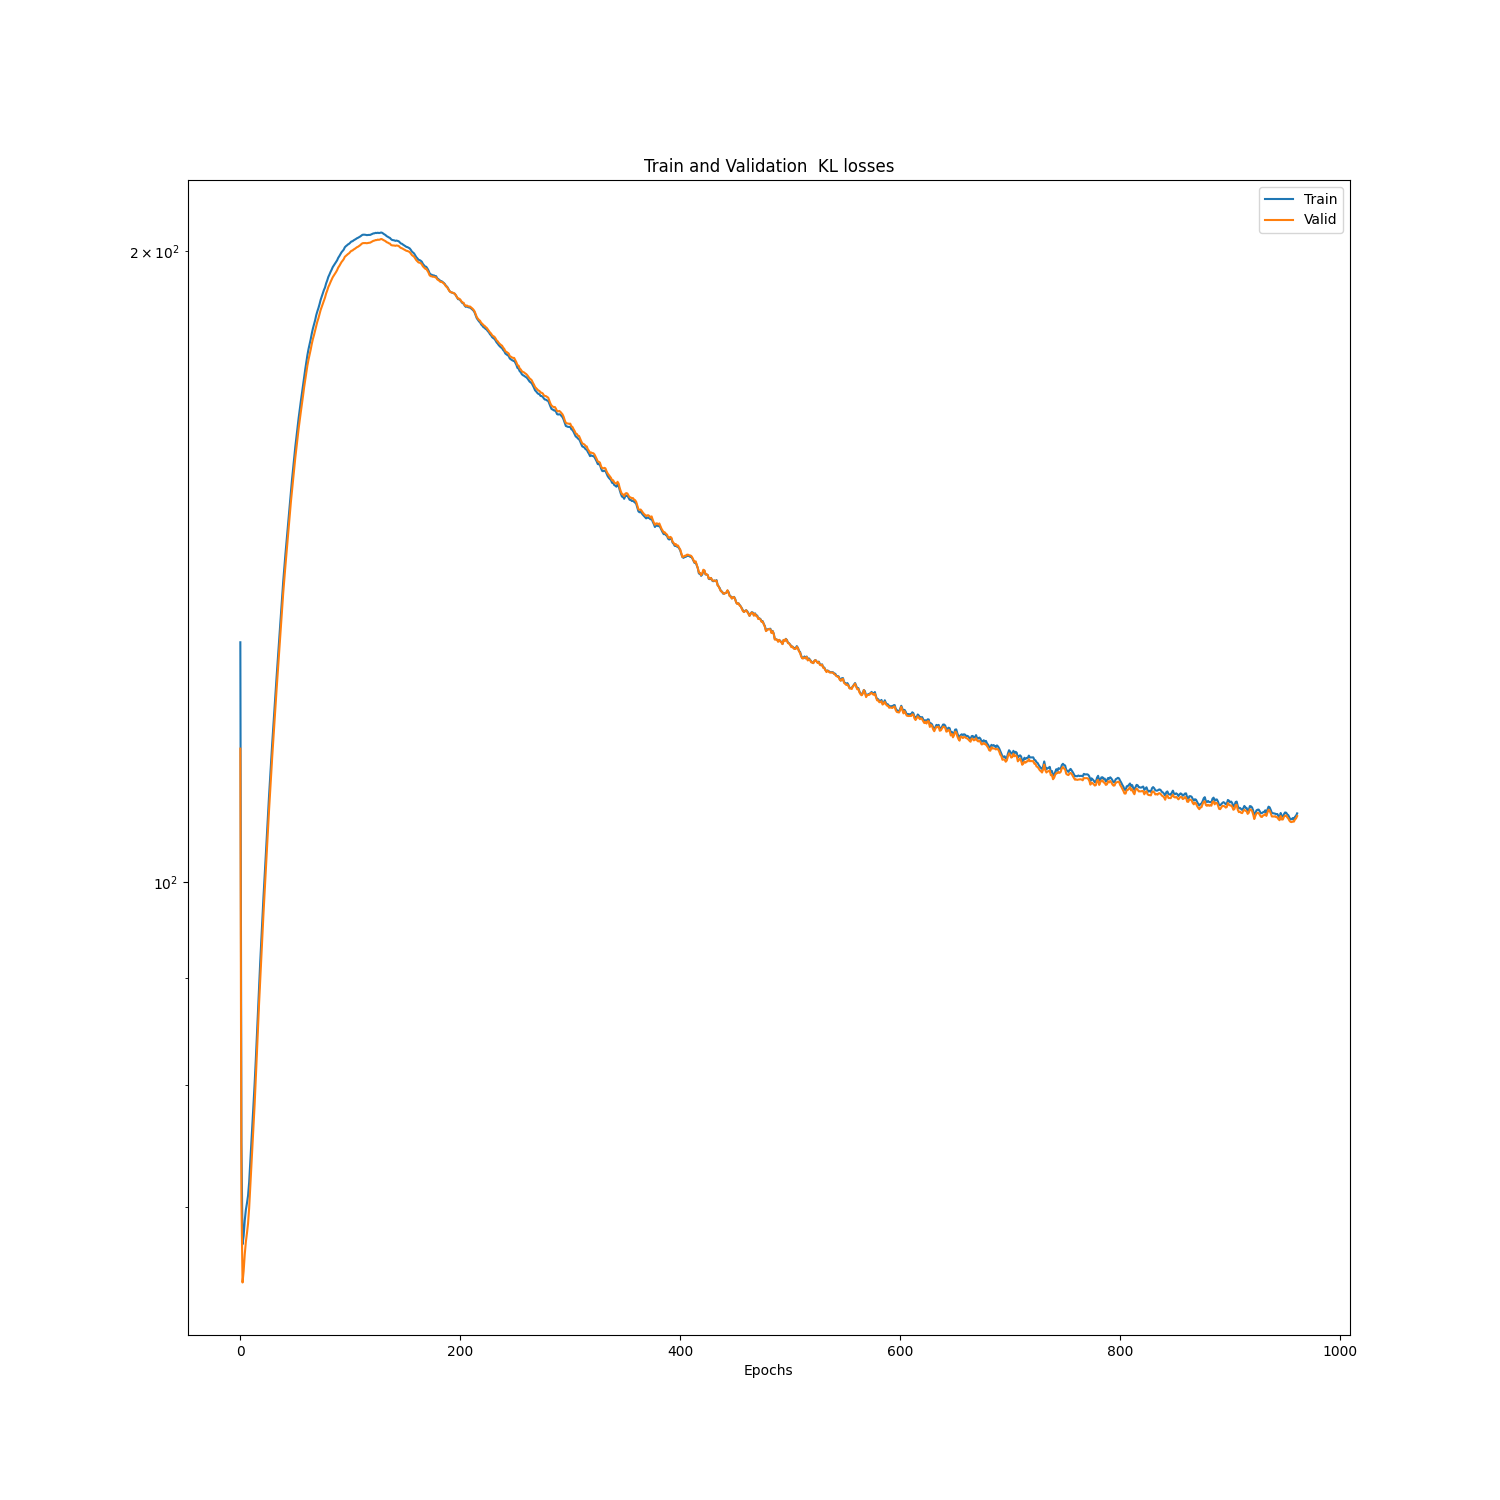 Train and Validation  KL losses
Train
Valid
2 × 10²
10²
0 200 400 600 800 1000
Epochs